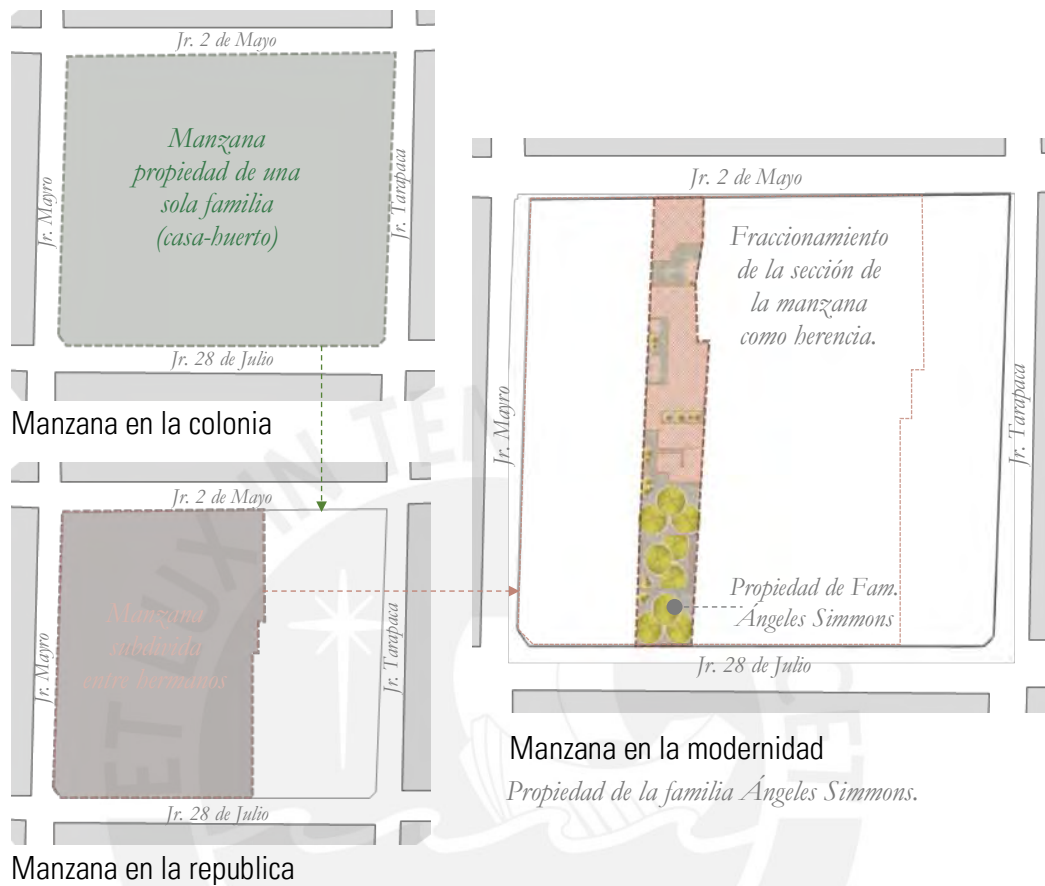 Jr. 2 de Mayo
Manzana
propiedad de una
sola familia
(casa-huerto)
Jr. Mayro
Jr. Tarapaca
Jr. 28 de Julio
Manzana en la colonia
Jr. 2 de Mayo
Manzana
subdivida
entre hermanos
Jr. Mayro
Jr. Tarapaca
Jr. 28 de Julio
Manzana en la republica
Jr. 2 de Mayo
Fraccionamiento
de la sección de
la manzana
como herencia.
Jr. Mayro
Jr. Tarapaca
Propiedad de Fam.
Ángeles Simmons
Jr. 28 de Julio
Manzana en la modernidad
Propiedad de la familia Ángeles Simmons.
ET LUX IN TEN